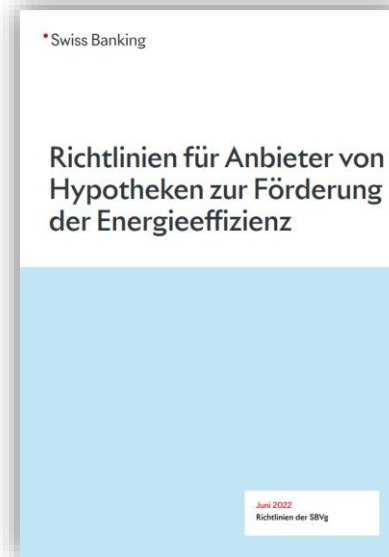 Swiss Banking
Richtlinien für Anbieter von
Hypotheken zur Förderung
der Energieeffizienz
Juni 2022
Richtlinien der SBVg